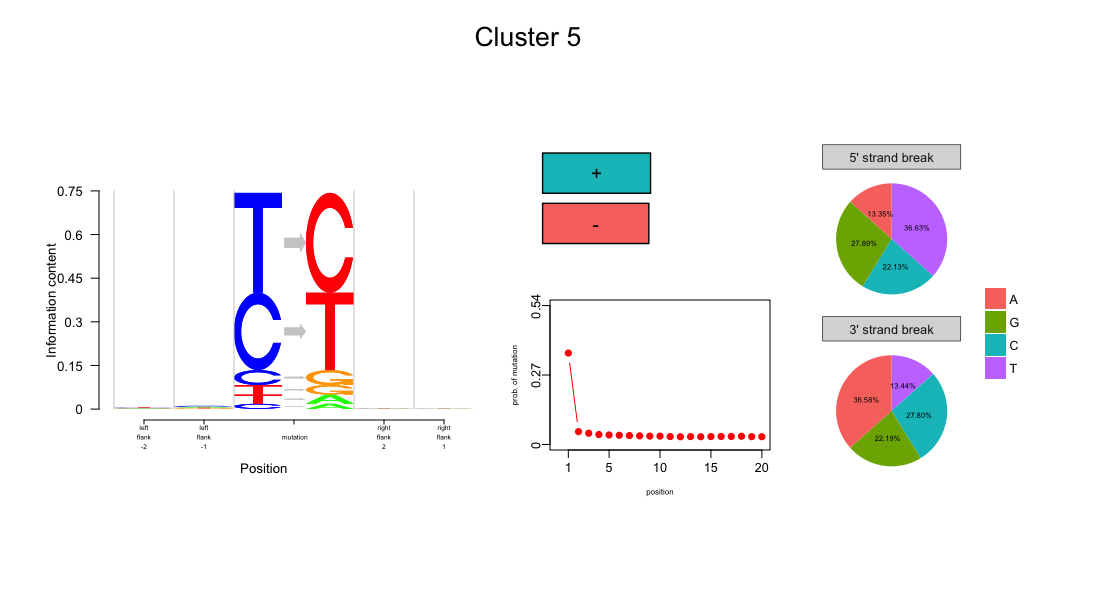 Cluster 5
Information content
0.75
0.6
0.45
0.3
0.15
0
T C
C T
C G
T G
C A
left flank -2
left flank -1
mutation
right flank 2
right flank 1
Position
+
-
prob. of mutation
0.54
0.27
0
1 5 10 15 20
position
5' strand break
13.35%
36.63%
27.89%
22.13%
3' strand break
13.44%
36.58%
27.80%
22.19%
A
G
C
T